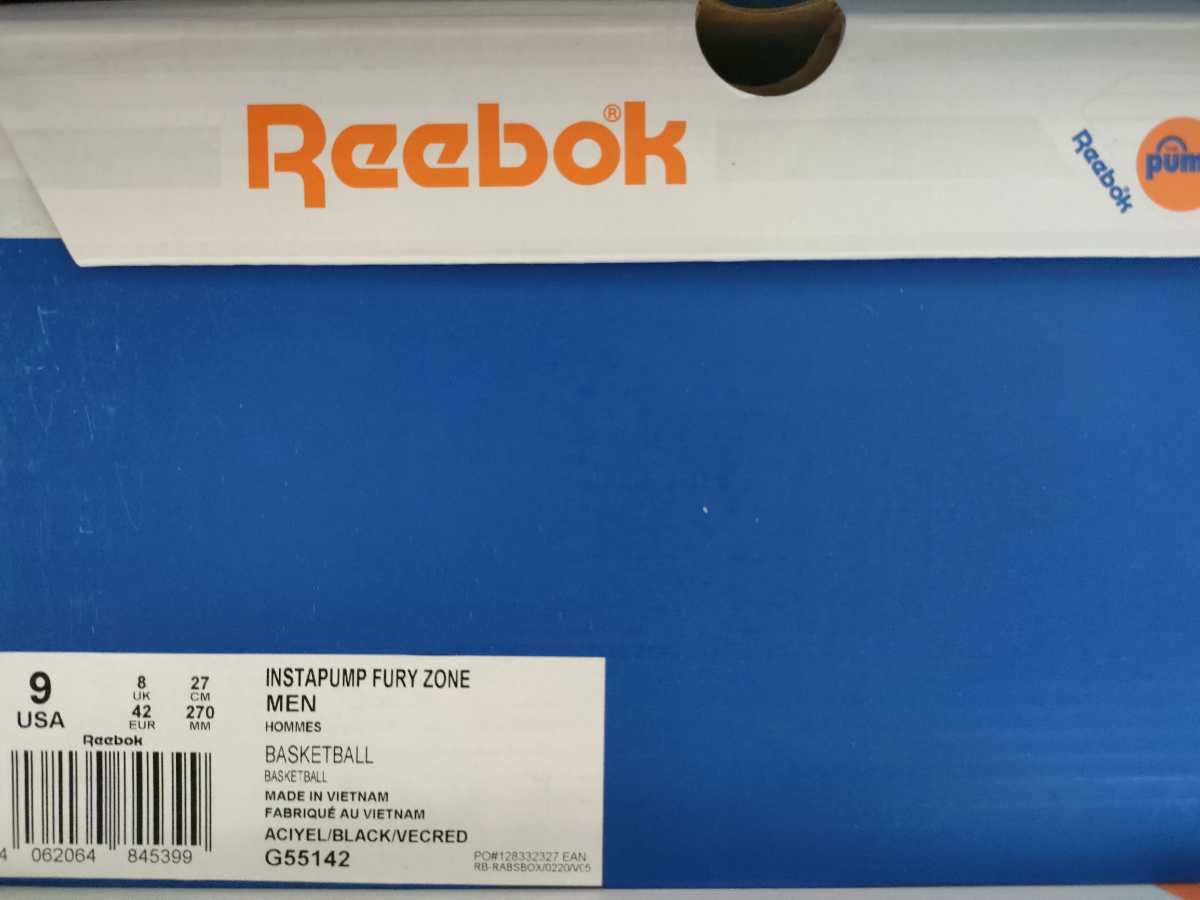 Reebok®
Reebok
THE
pum
9
USA
8
UK
42
EUR
27
CM
270
MM
Reebok
4 062064 845399
INSTAPUMP FURY ZONE
MEN
HOMMES
BASKETBALL
BASKETBALL
MADE IN VIETNAM
FABRIQUÉ AU VIETNAM
ACIYEL/BLACK/VECRED
G55142
PO#128332327 EAN
RB-RABSBOX/0220/V05